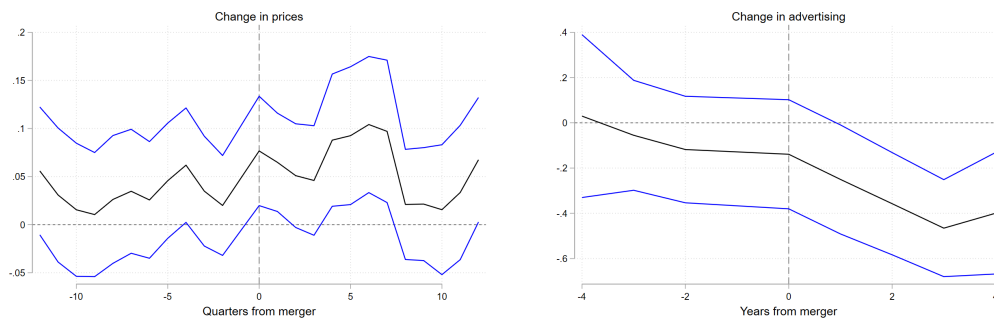 Change in prices
.2
.15
.1
.05
0
-.05
-10 -5 0 5 10
Quarters from merger
Change in advertising
.4
.2
0
-.2
-.4
-.6
-4 -2 0 2
Years from merger